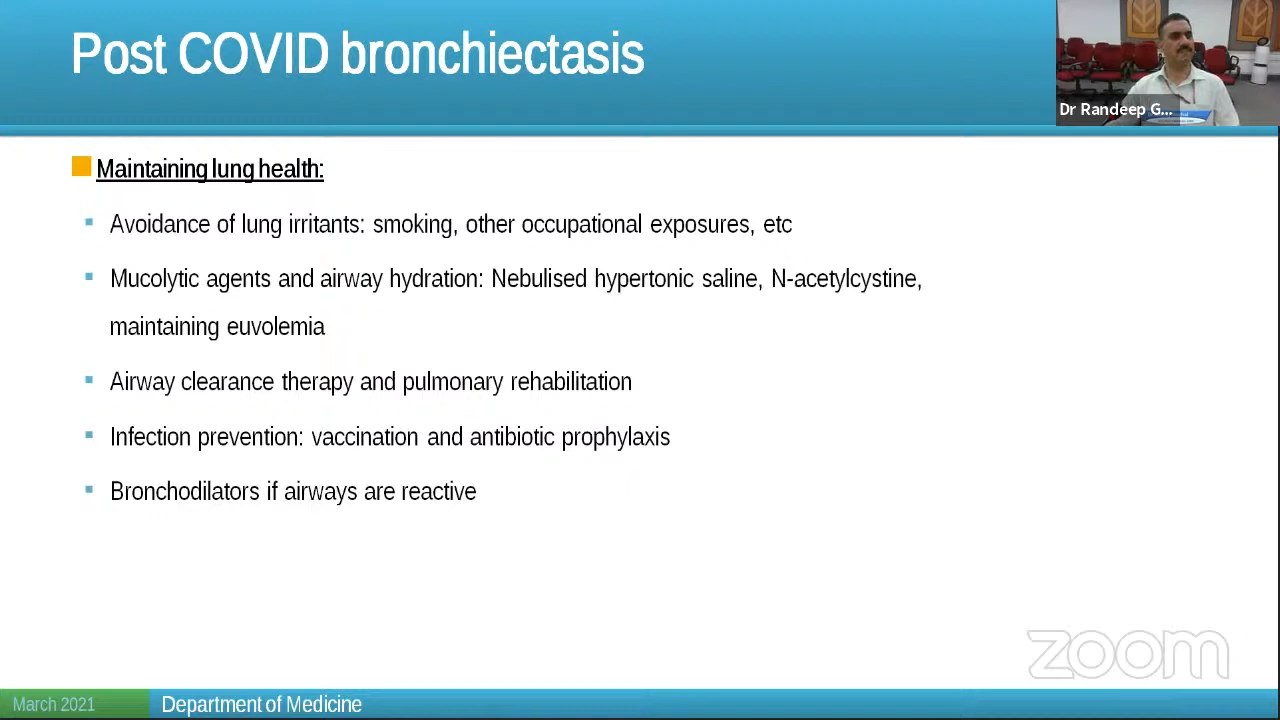 Post COVID bronchiectasis
Dr Randeep G...
Maintaining lung health:
Avoidance of lung irritants: smoking, other occupational exposures, etc
Mucolytic agents and airway hydration: Nebulised hypertonic saline, N-acetylcystine,
maintaining euvolemia
Airway clearance therapy and pulmonary rehabilitation
Infection prevention: vaccination and antibiotic prophylaxis
Bronchodilators if airways are reactive
zoom
March 2021
Department of Medicine